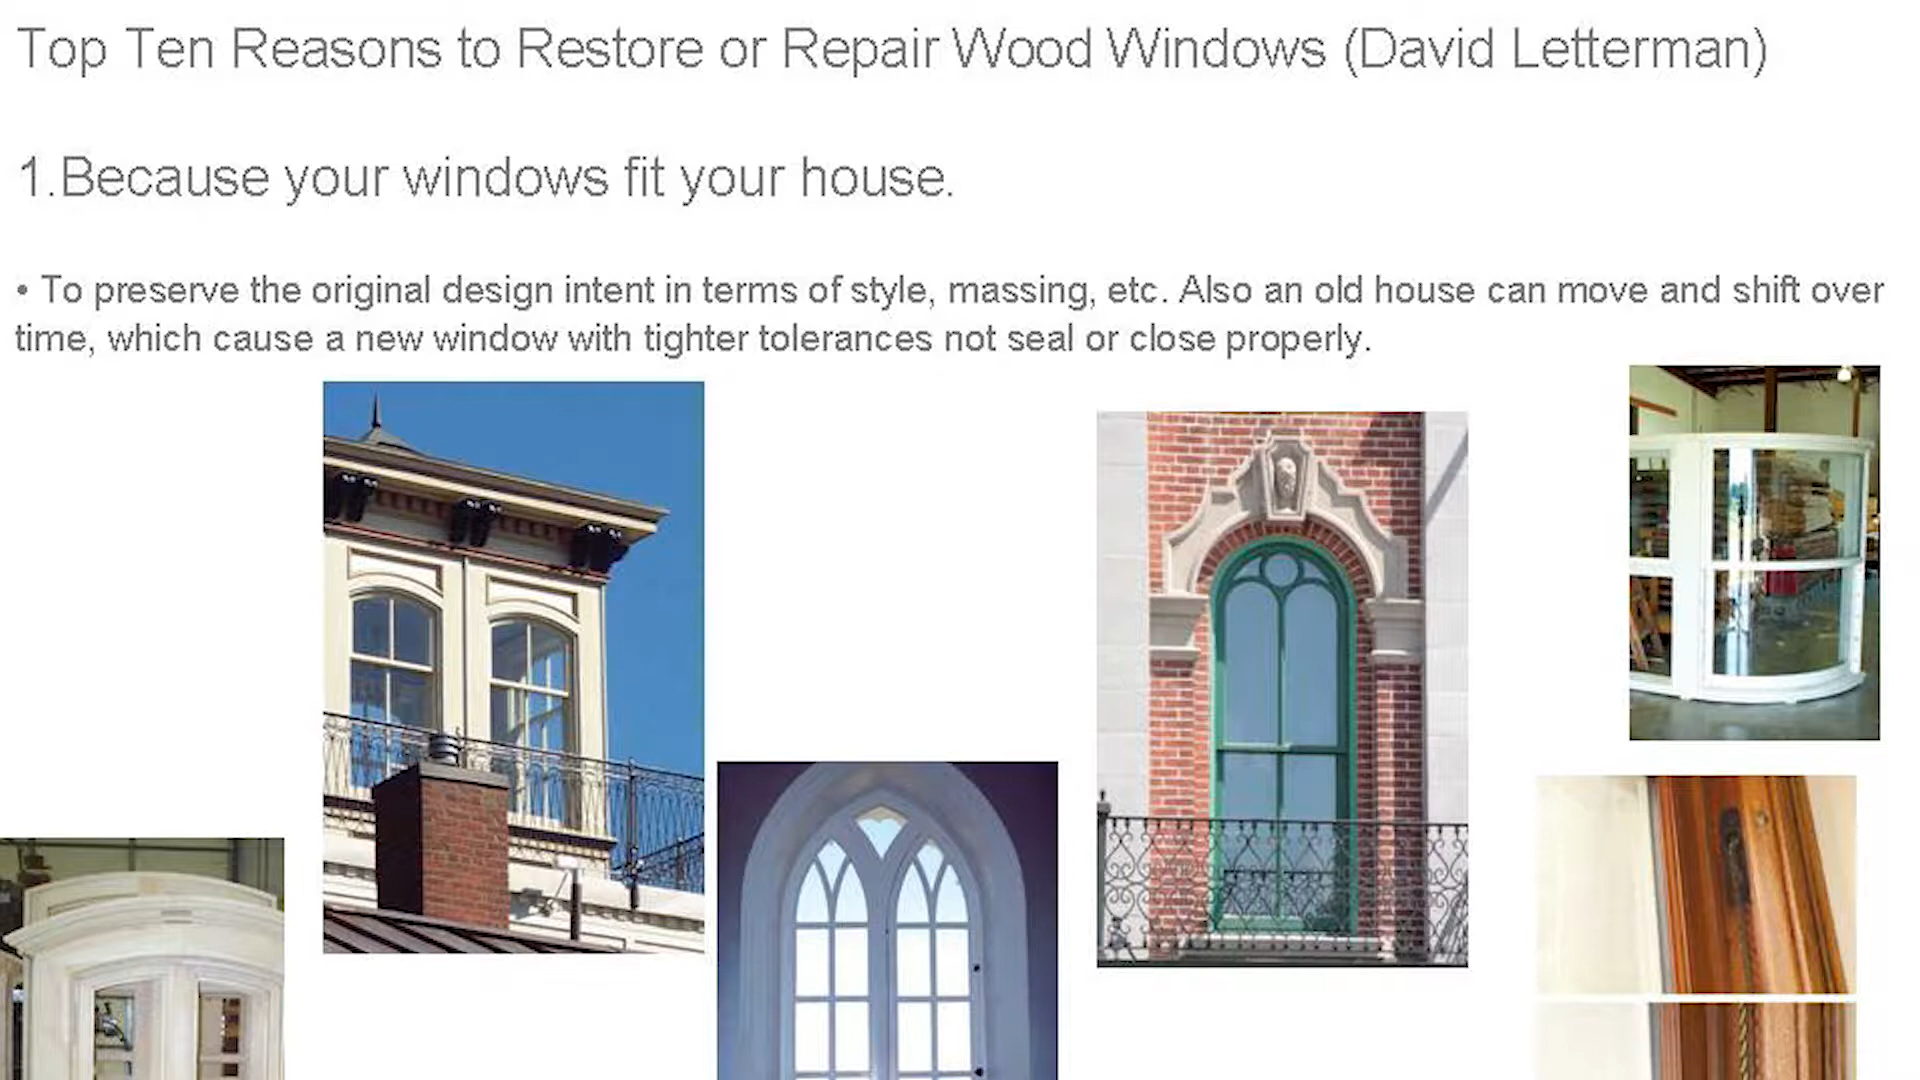 Top Ten Reasons to Restore or Repair Wood Windows (David Letterman)
1.Because your windows fit your house.
• To preserve the original design intent in terms of style, massing, etc. Also an old house can move and shift over
time, which cause a new window with tighter tolerances not seal or close properly.